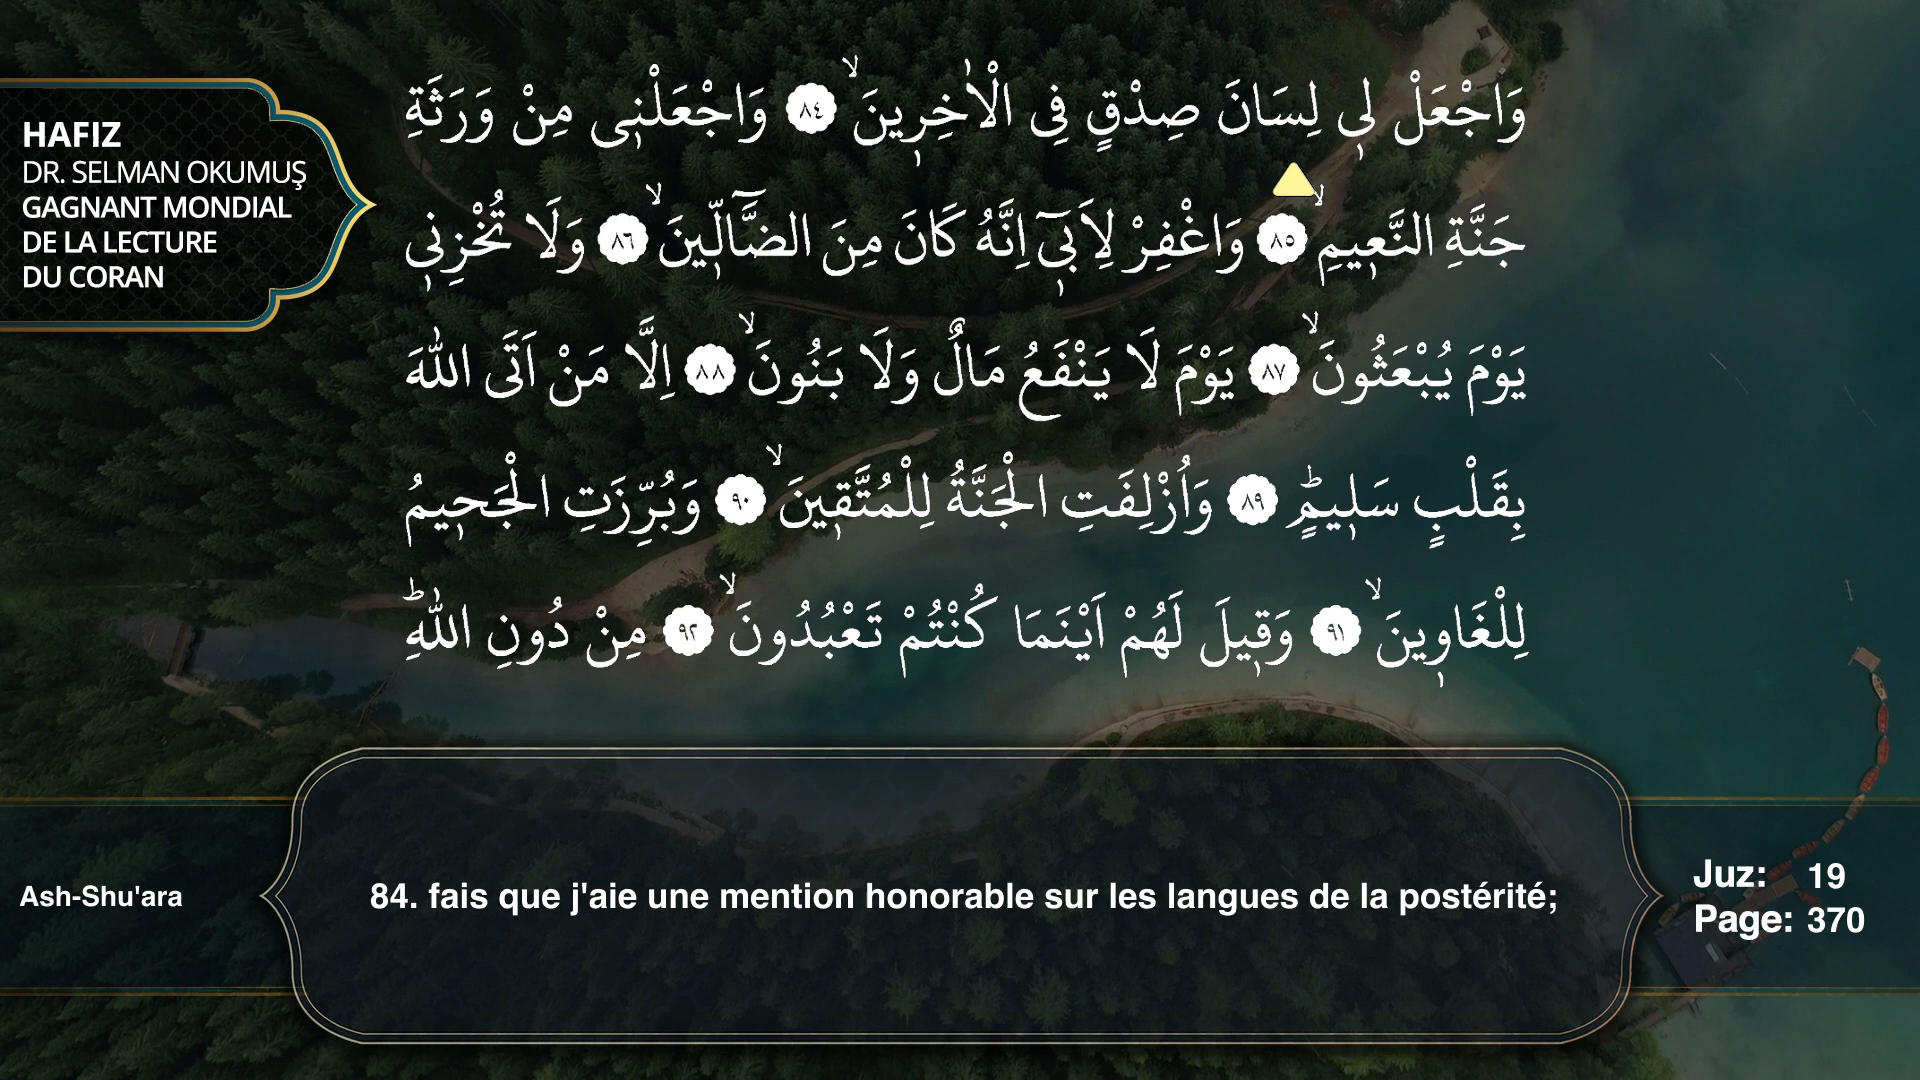 HAFIZ
DR. SELMAN OKUMUŞ
GAGNANT MONDIAL
DE LA LECTURE
DU CORAN
وَاجْعَلْ ل۪ي لِسَانَ صِدْقٍ فِي الْاٰخِر۪ينَۙ ﴿٨٤﴾ وَاجْعَلْن۪ي مِنْ وَرَثَةِ
جَنَّةِ النَّع۪يمِۙ ﴿٨٥﴾ وَاغْفِرْ لِاَب۪ٓي اِنَّهُ كَانَ مِنَ الضَّٓالّ۪ينَۙ ﴿٨٦﴾ وَلَا تُخْزِن۪ي
يَوْمَ يُبْعَثُونَۙ ﴿٨٧﴾ يَوْمَ لَا يَنْفَعُ مَالٌ وَلَا بَنُونَۙ ﴿٨٨﴾ اِلَّا مَنْ اَتَى اللّٰهَ
بِقَلْبٍ سَل۪يمٍۜ ﴿٨٩﴾ وَاُزْلِفَتِ الْجَنَّةُ لِلْمُتَّق۪ينَۙ ﴿٩٠﴾ وَبُرِّزَتِ الْجَح۪يمُ
لِلْغَاو۪ينَۙ ﴿٩١﴾ وَق۪يلَ لَهُمْ اَيْنَمَا كُنْتُمْ تَعْبُدُونَۙ ﴿٩٢﴾ مِنْ دُونِ اللّٰهِۜ
Ash-Shu'ara
84. fais que j'aie une mention honorable sur les langues de la postérité;
Juz: 19
Page: 370